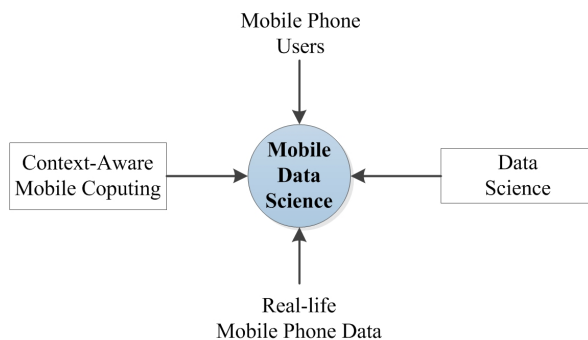 Mobile Phone
Users
Context-Aware
Mobile Coputing
Mobile
Data
Science
Data
Science
Real-life
Mobile Phone Data